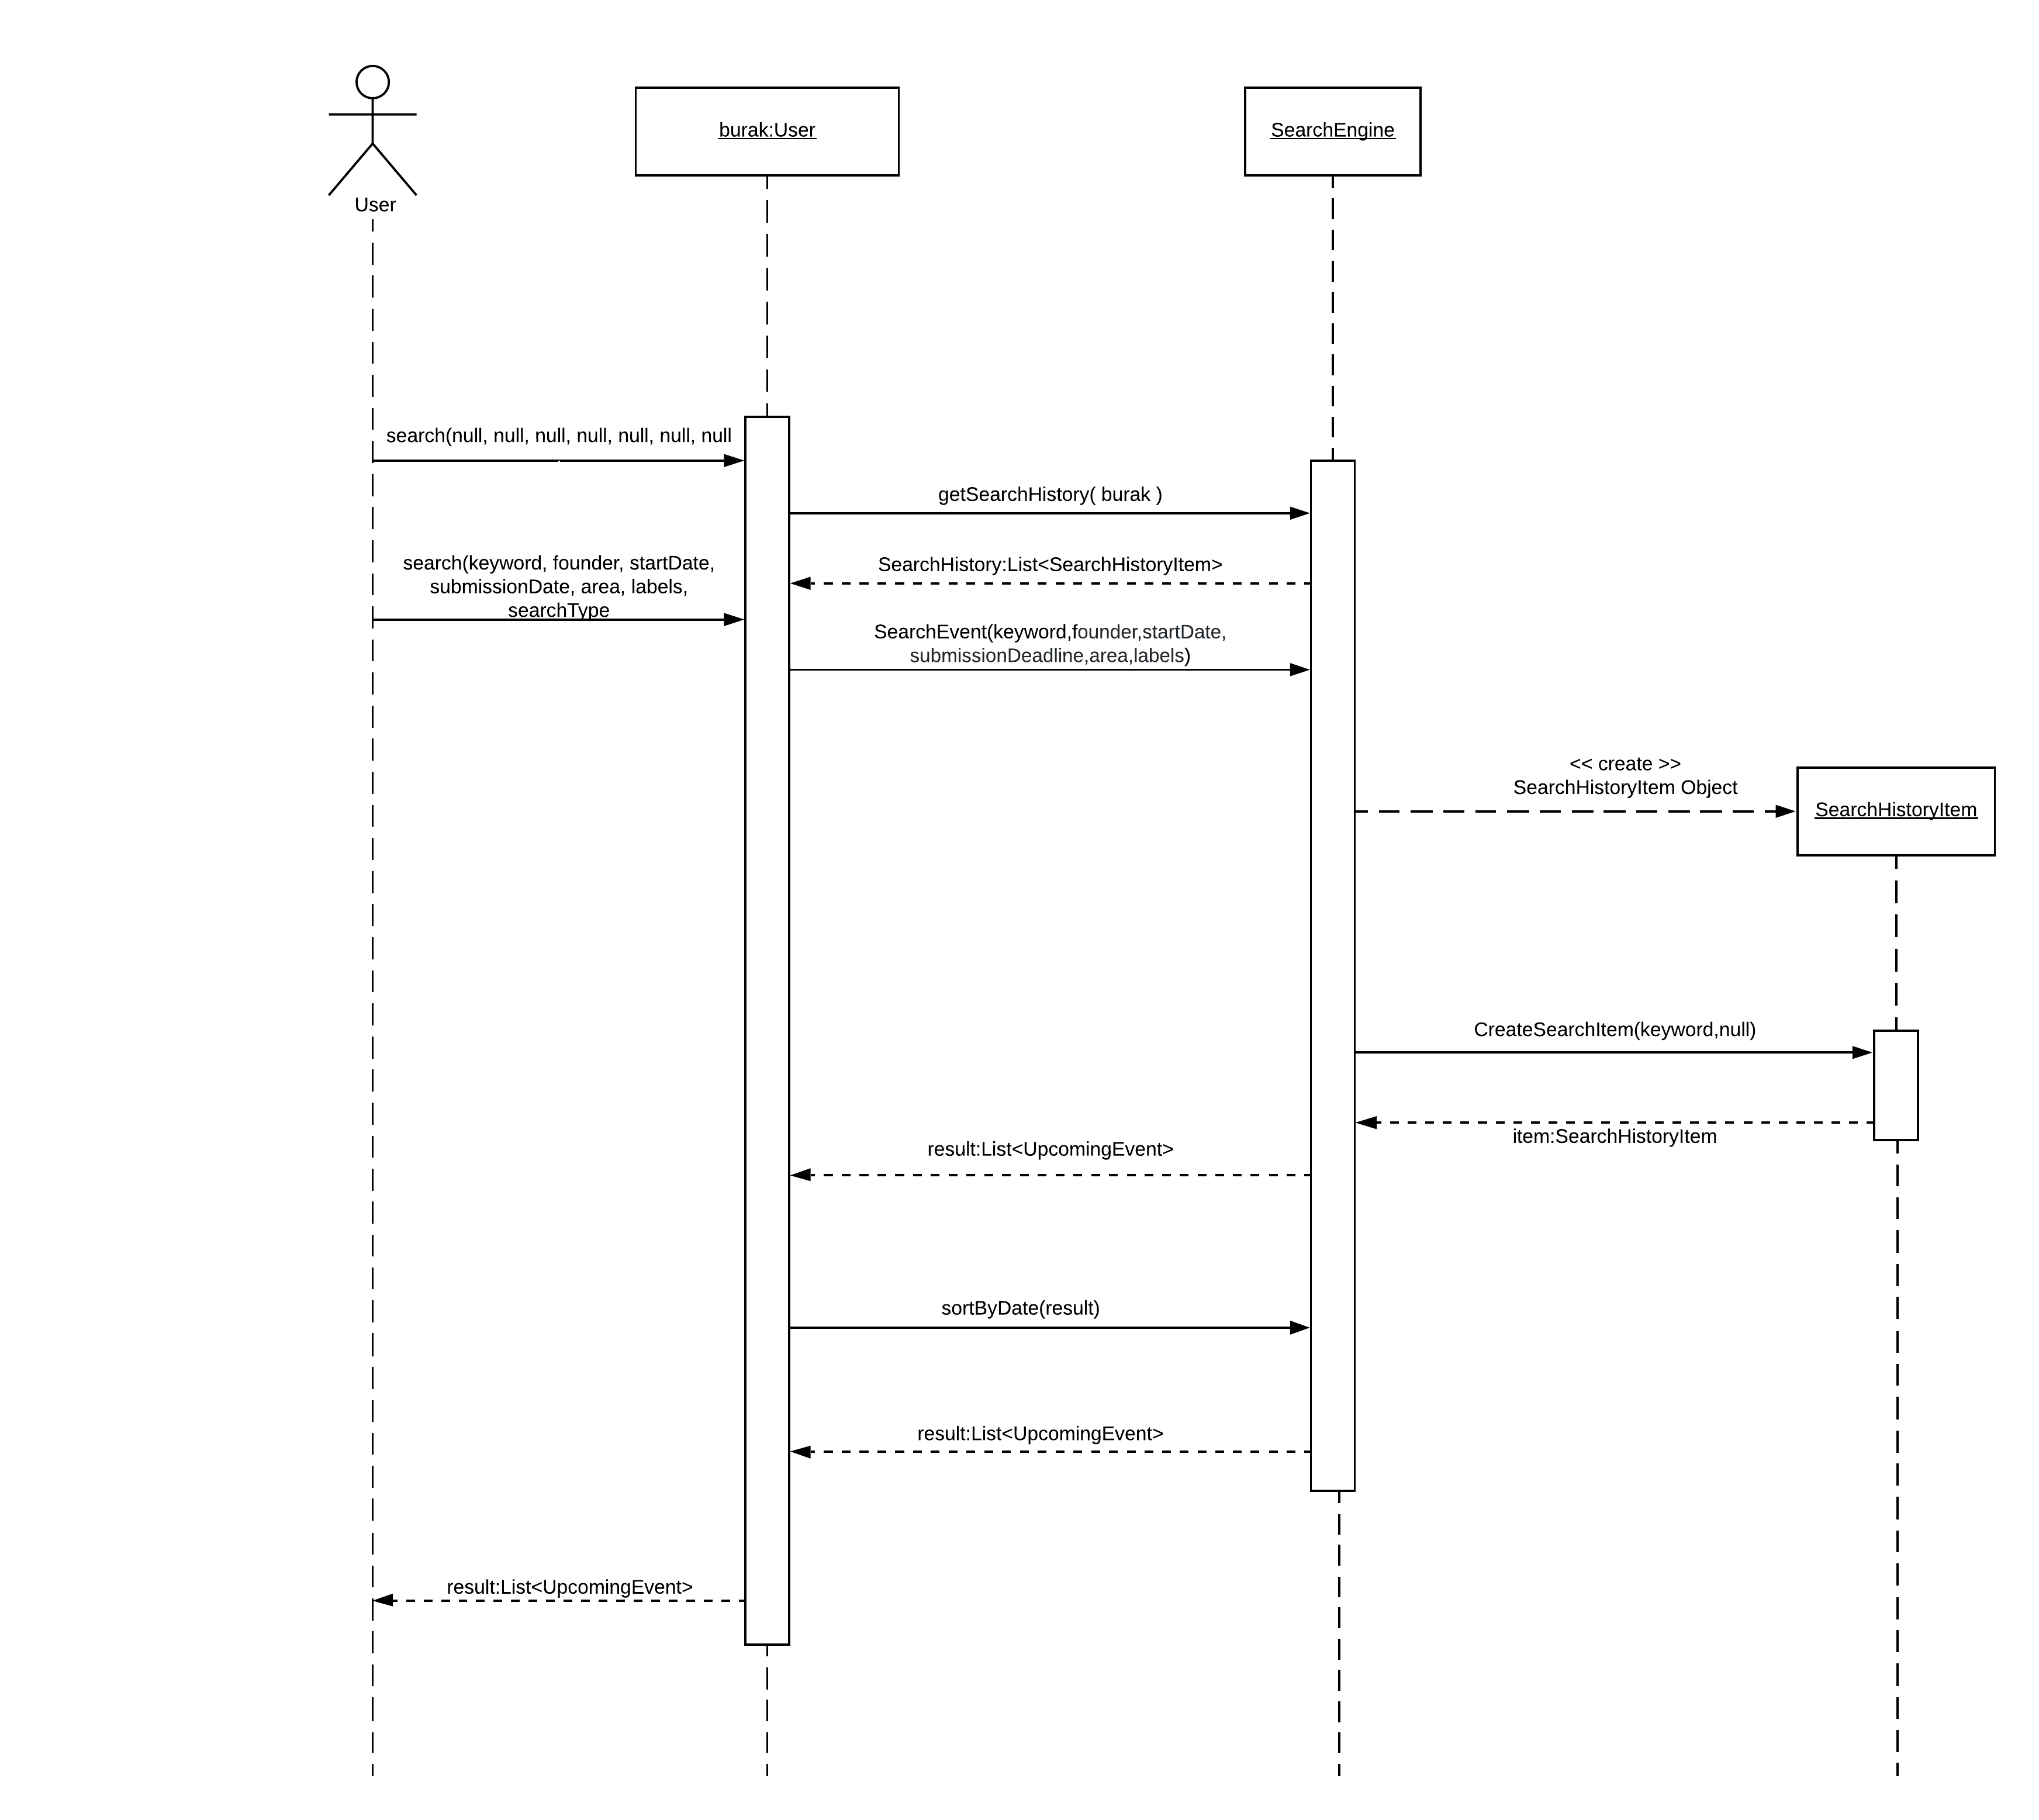 User
burak:User
SearchEngine
search(null, null, null, null, null, null, null
getSearchHistory( burak )
search(keyword, founder, startDate,
submissionDate, area, labels,
searchType
SearchHistory:List<SearchHistoryItem>
SearchEvent(keyword,founder,startDate,
submissionDeadline,area,labels)
<< create >>
SearchHistoryItem Object
SearchHistoryItem
CreateSearchItem(keyword,null)
item:SearchHistoryItem
result:List<UpcomingEvent>
sortByDate(result)
result:List<UpcomingEvent>
result:List<UpcomingEvent>